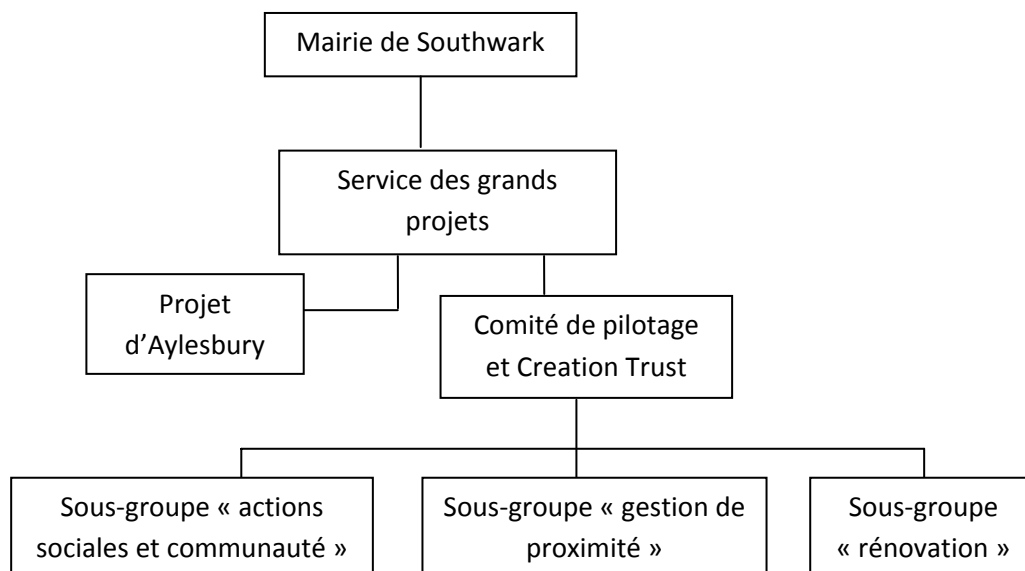 Mairie de Southwark
Service des grands
projets
Projet
d’Aylesbury
Comité de pilotage
et Creation Trust
Sous-groupe « actions
sociales et communauté »
Sous-groupe « gestion de
proximité »
Sous-groupe
« rénovation »